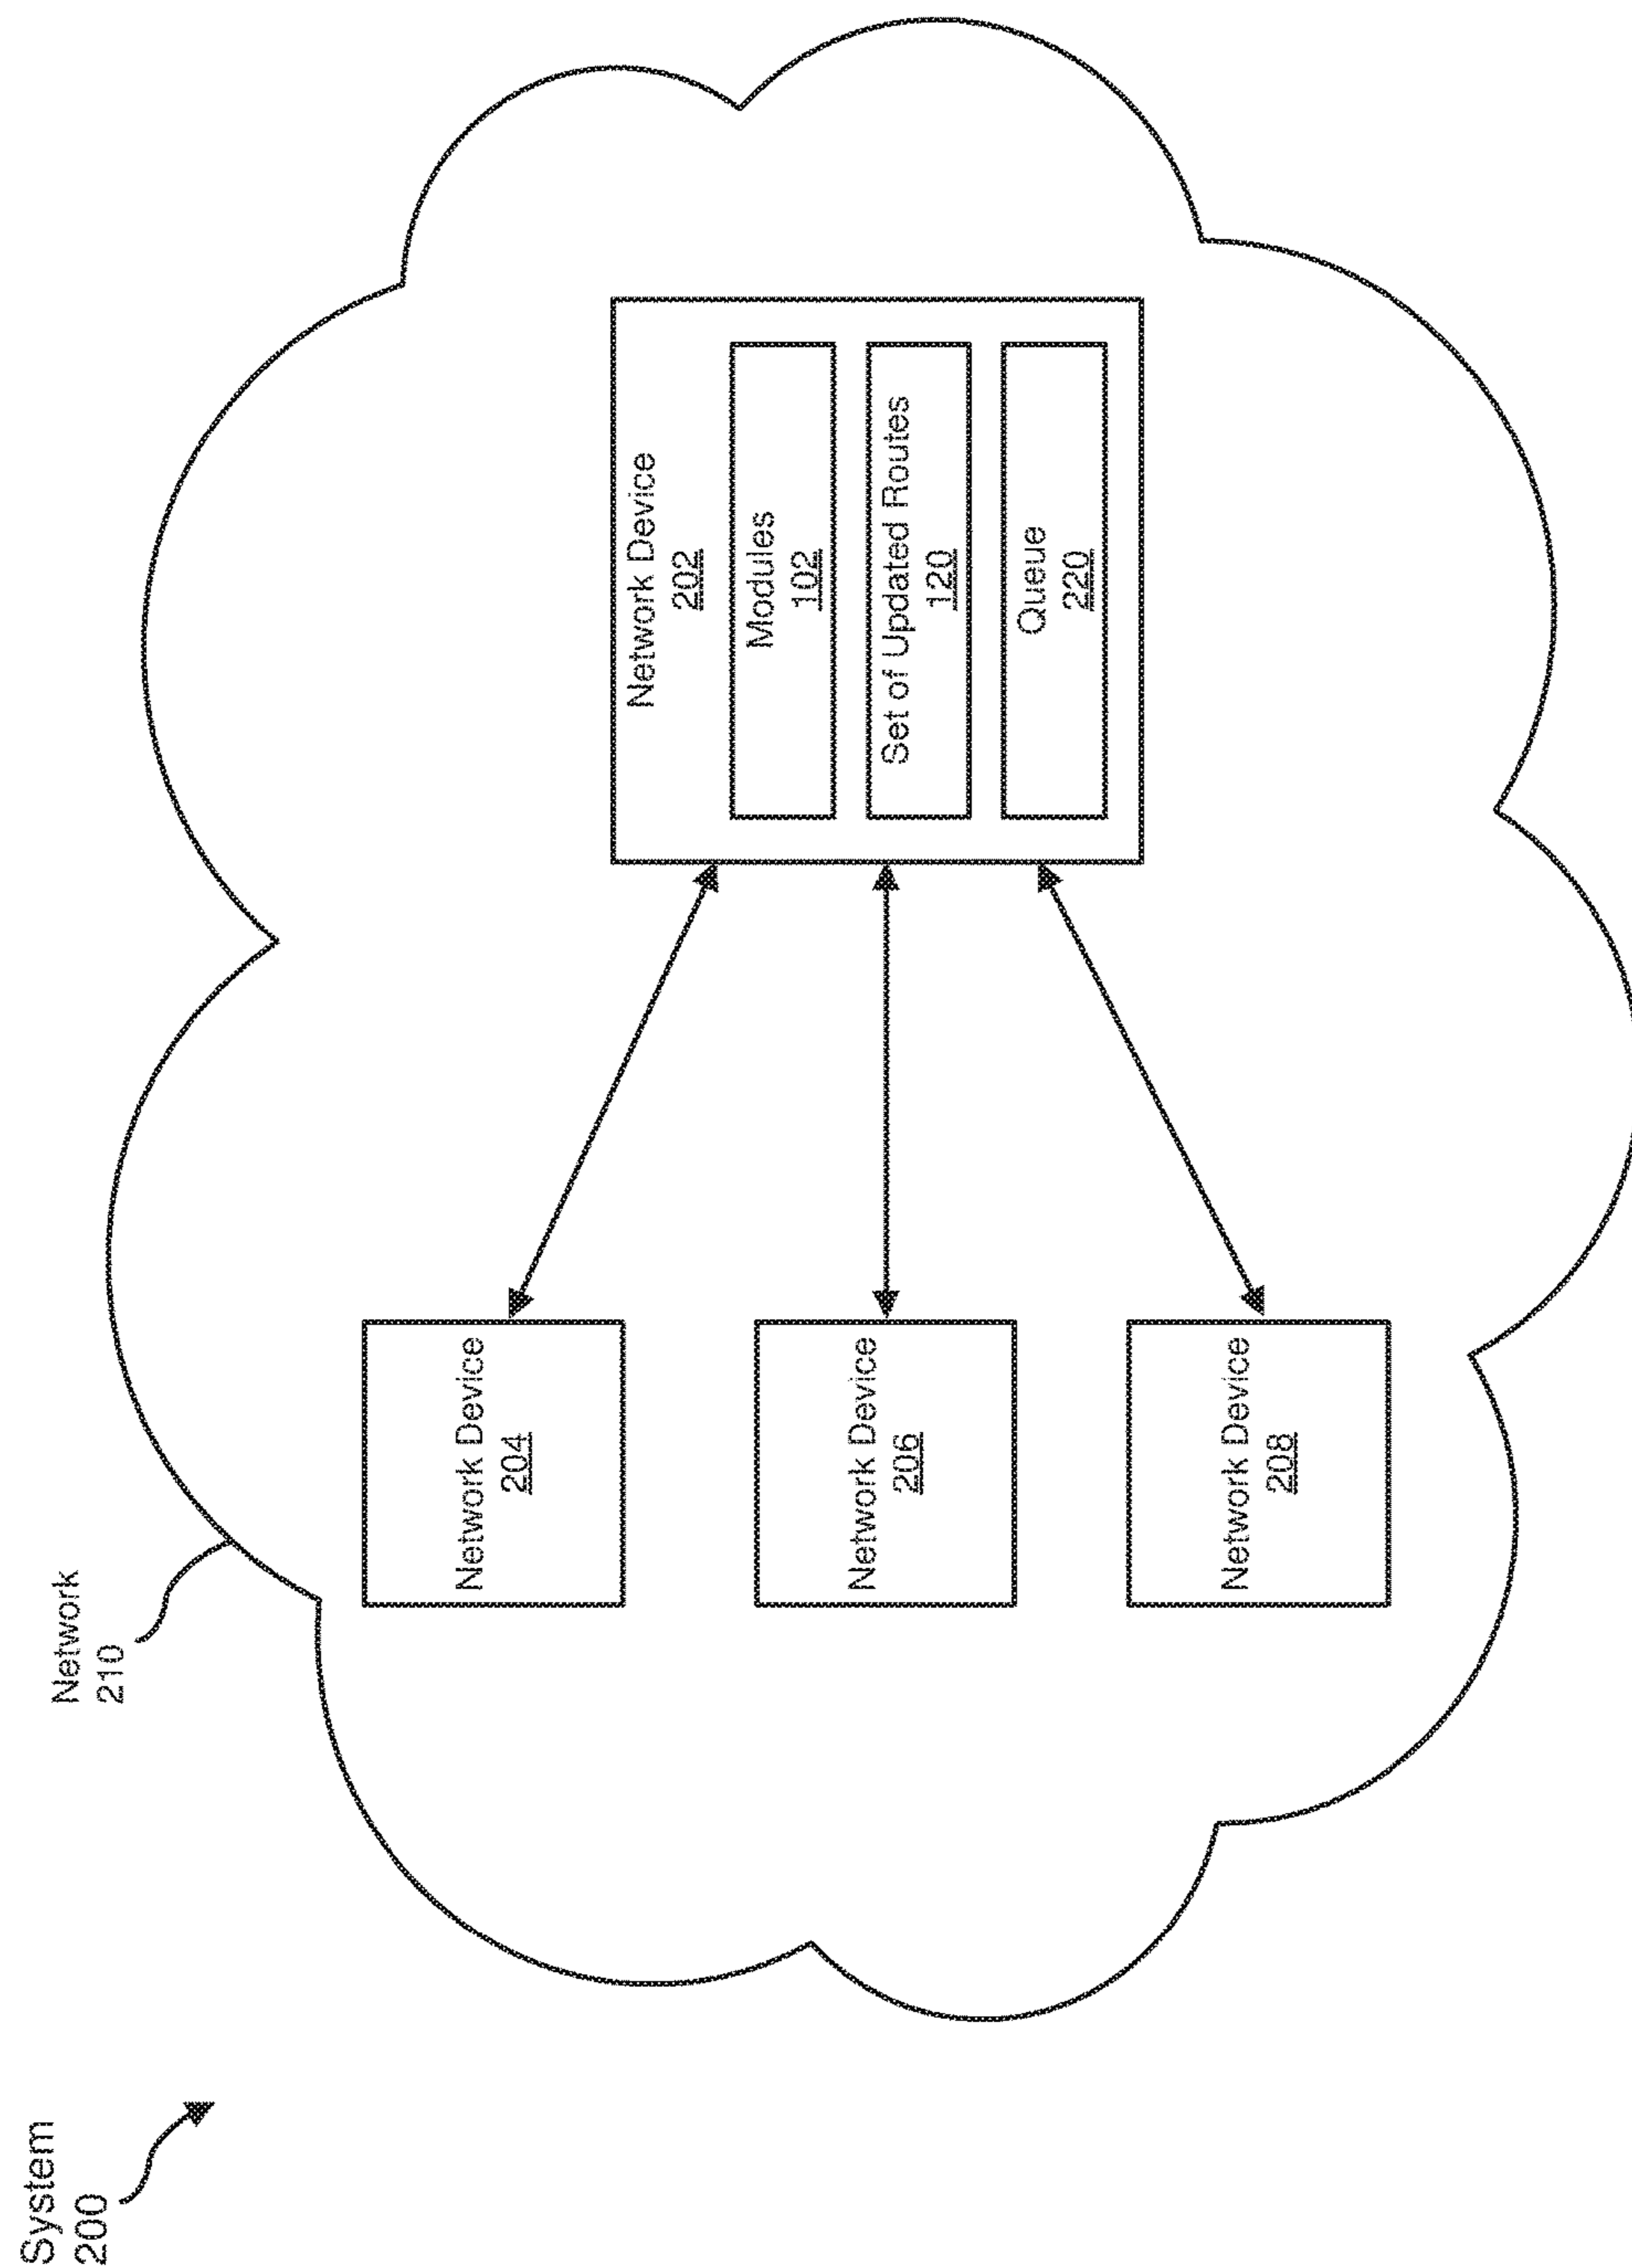 System
200
Network
210
Network Device
204
Network Device
206
Network Device
208
Network Device
202
Modules
102
Set of Updated Routes
120
Queue
220